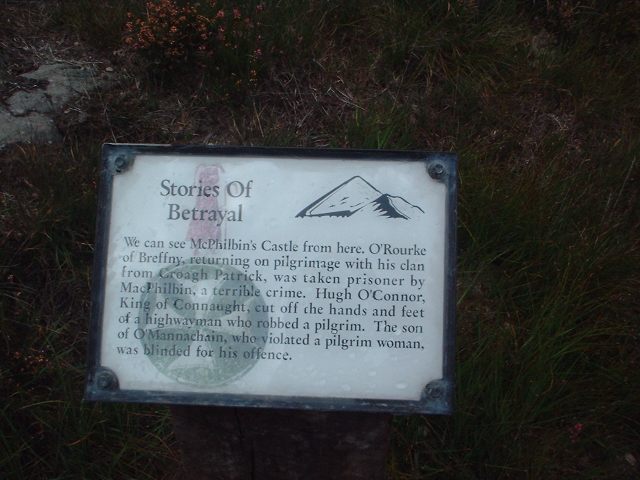 Stories Of
Betrayal
We can see McPhilbin's Castle from here. O'Rourke
of Breffny, returning on pilgrimage with his clan
from Croagh Patrick, was taken prisoner by
MacPhilbin, a terrible crime. Hugh O'Connor,
King of Connaught, cut off the hands and feet
of a highwayman who robbed a pilgrim. The son
of O'Mannachain, who violated a pilgrim woman,
was blinded for his offence.